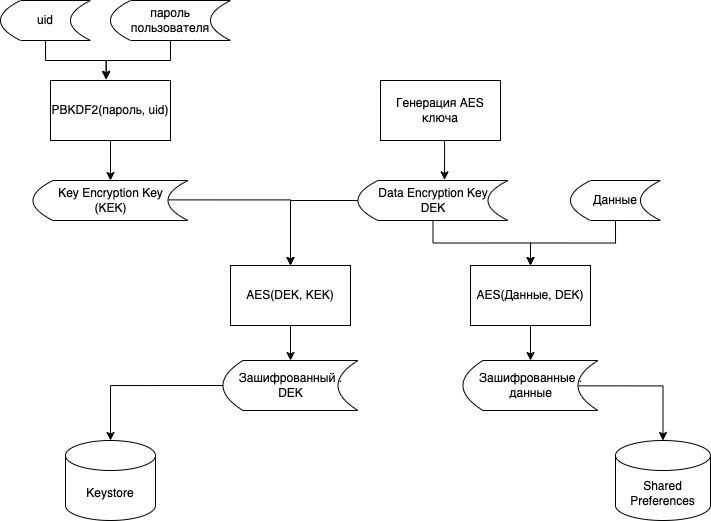 uid
пароль
пользователя
PBKDF2(пароль, uid)
Генерация AES
ключа
Key Encryption Key
(KEK)
Data Encryption Key
DEK
Данные
AES(DEK, KEK)
AES(Данные, DEK)
Зашифрованный .
DEK
Зашифрованные .
данные
Keystore
Shared
Preferences